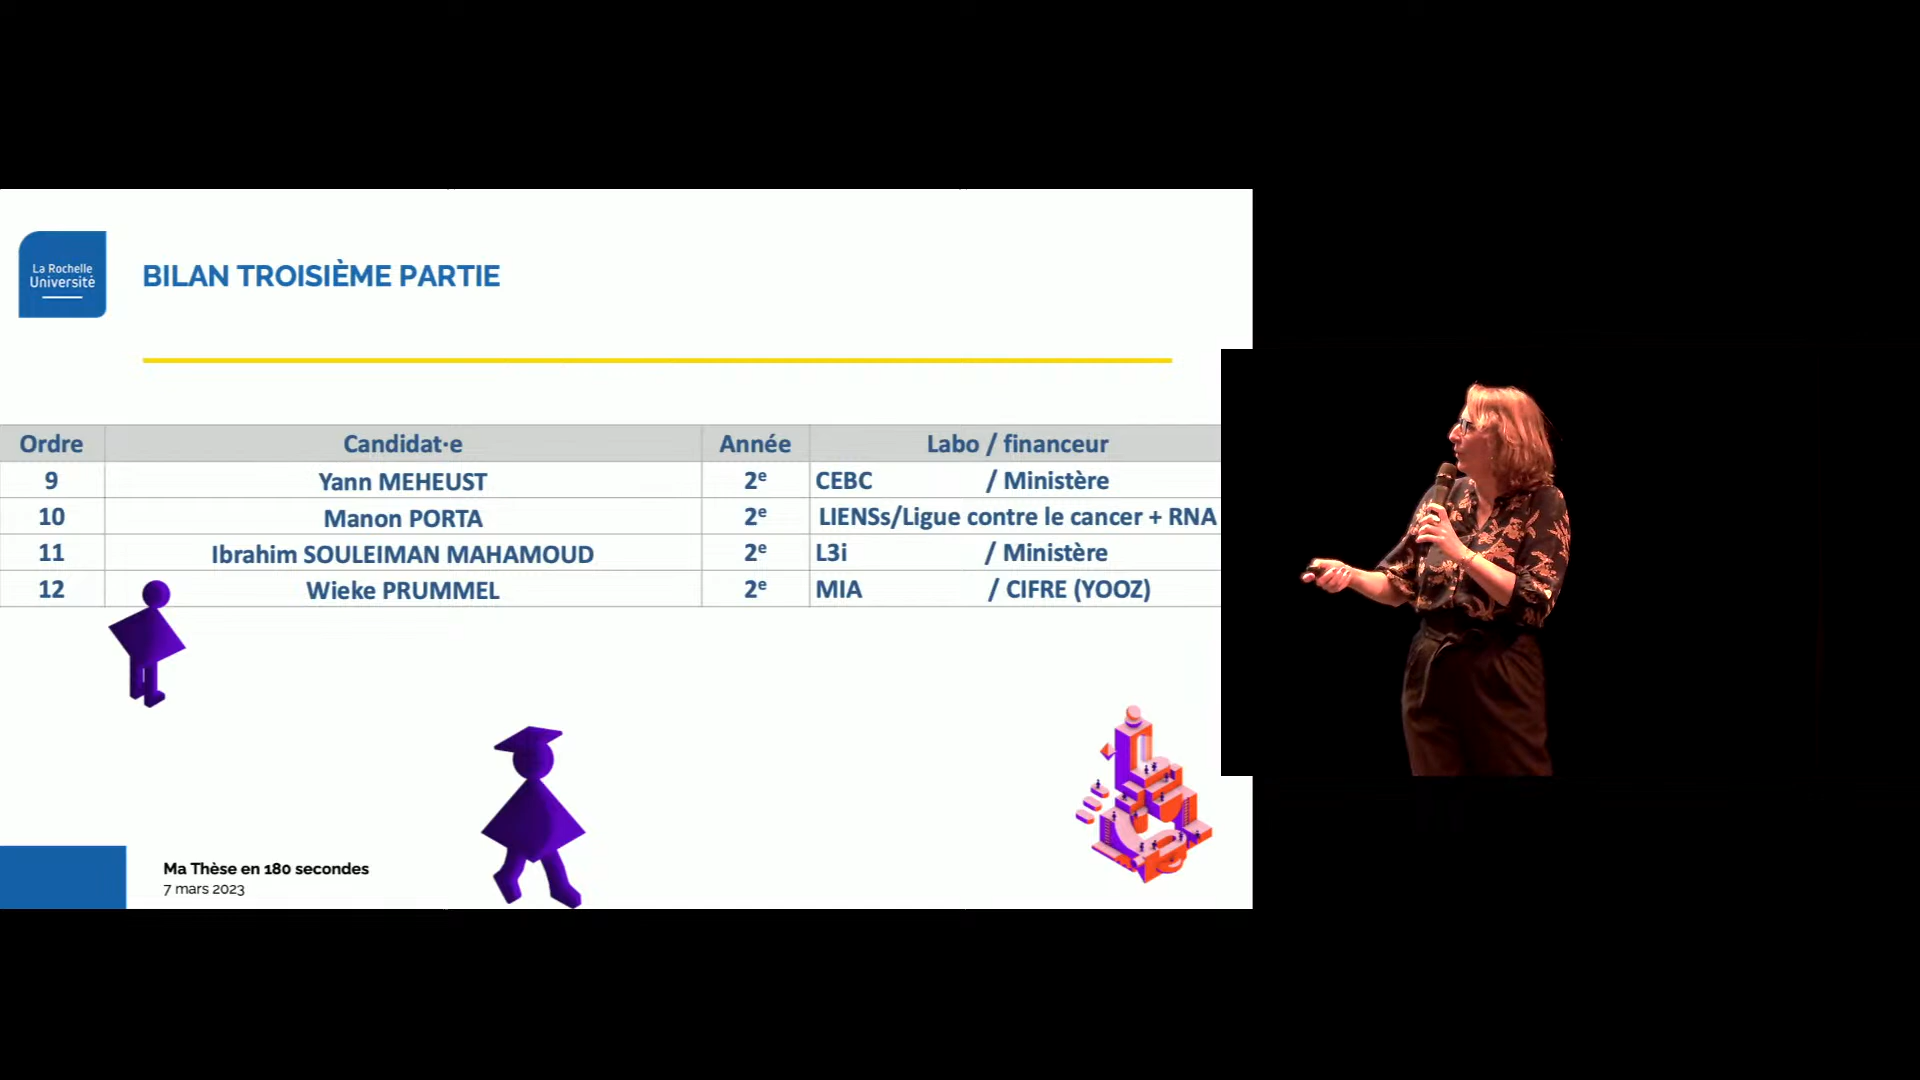 La Rochelle
Université
BILAN TROISIÈME PARTIE
Ordre Candidat·e Année Labo / financeur
9 Yann MEHEUST 2e CEBC / Ministère
10 Manon PORTA 2e LIENSs/Ligue contre le cancer + RNA
11 Ibrahim SOULEIMAN MAHAMOUD 2e L3i / Ministère
12 Wieke PRUMMEL 2e MIA / CIFRE (YOOZ)
Ma Thèse en 180 secondes
7 mars 2023